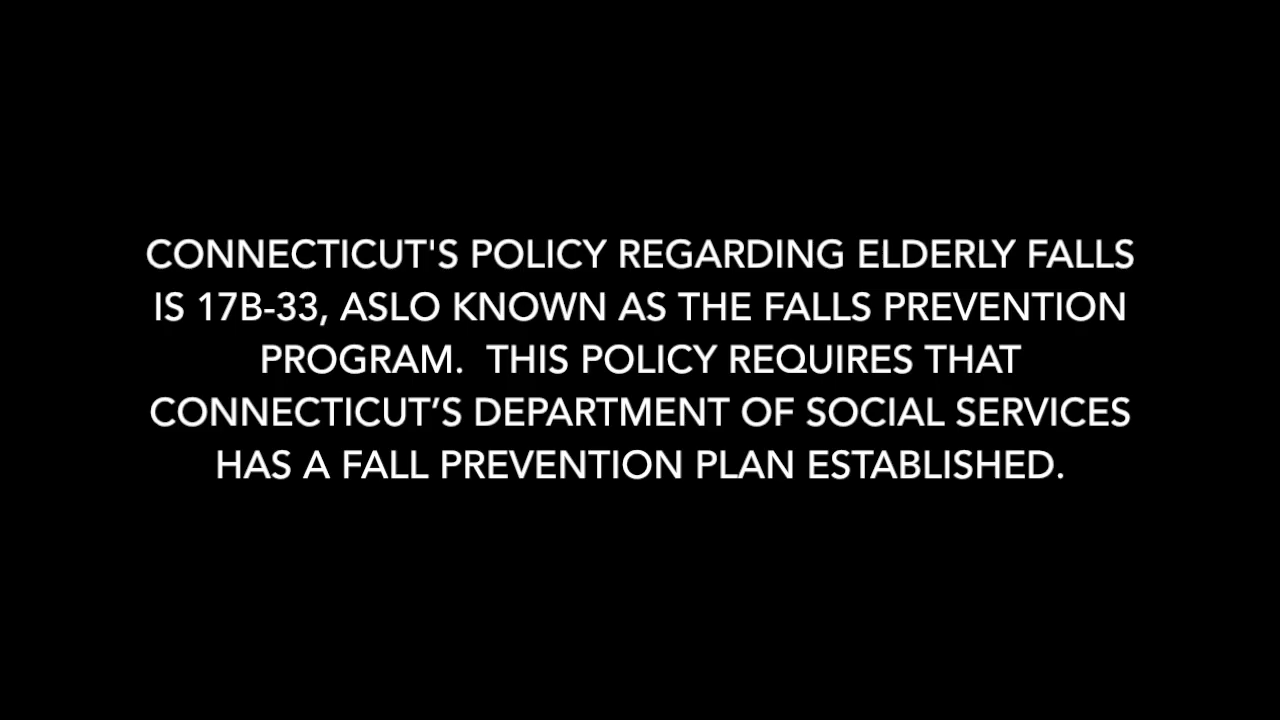 CONNECTICUT'S POLICY REGARDING ELDERLY FALLS
IS 17B-33, ASLO KNOWN AS THE FALLS PREVENTION
PROGRAM.  THIS POLICY REQUIRES THAT
CONNECTICUT’S DEPARTMENT OF SOCIAL SERVICES
HAS A FALL PREVENTION PLAN ESTABLISHED.